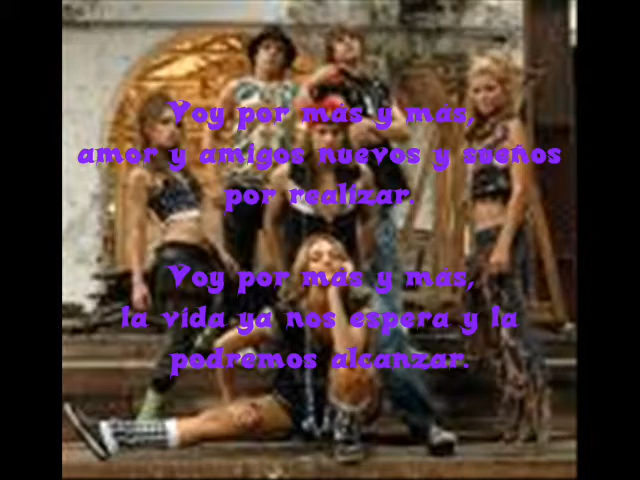 Voy por más y más,
amor y amigos nuevos y sueños
por realizar.
Voy por más y más,
la vida ya nos espera y la
podremos alcanzar.